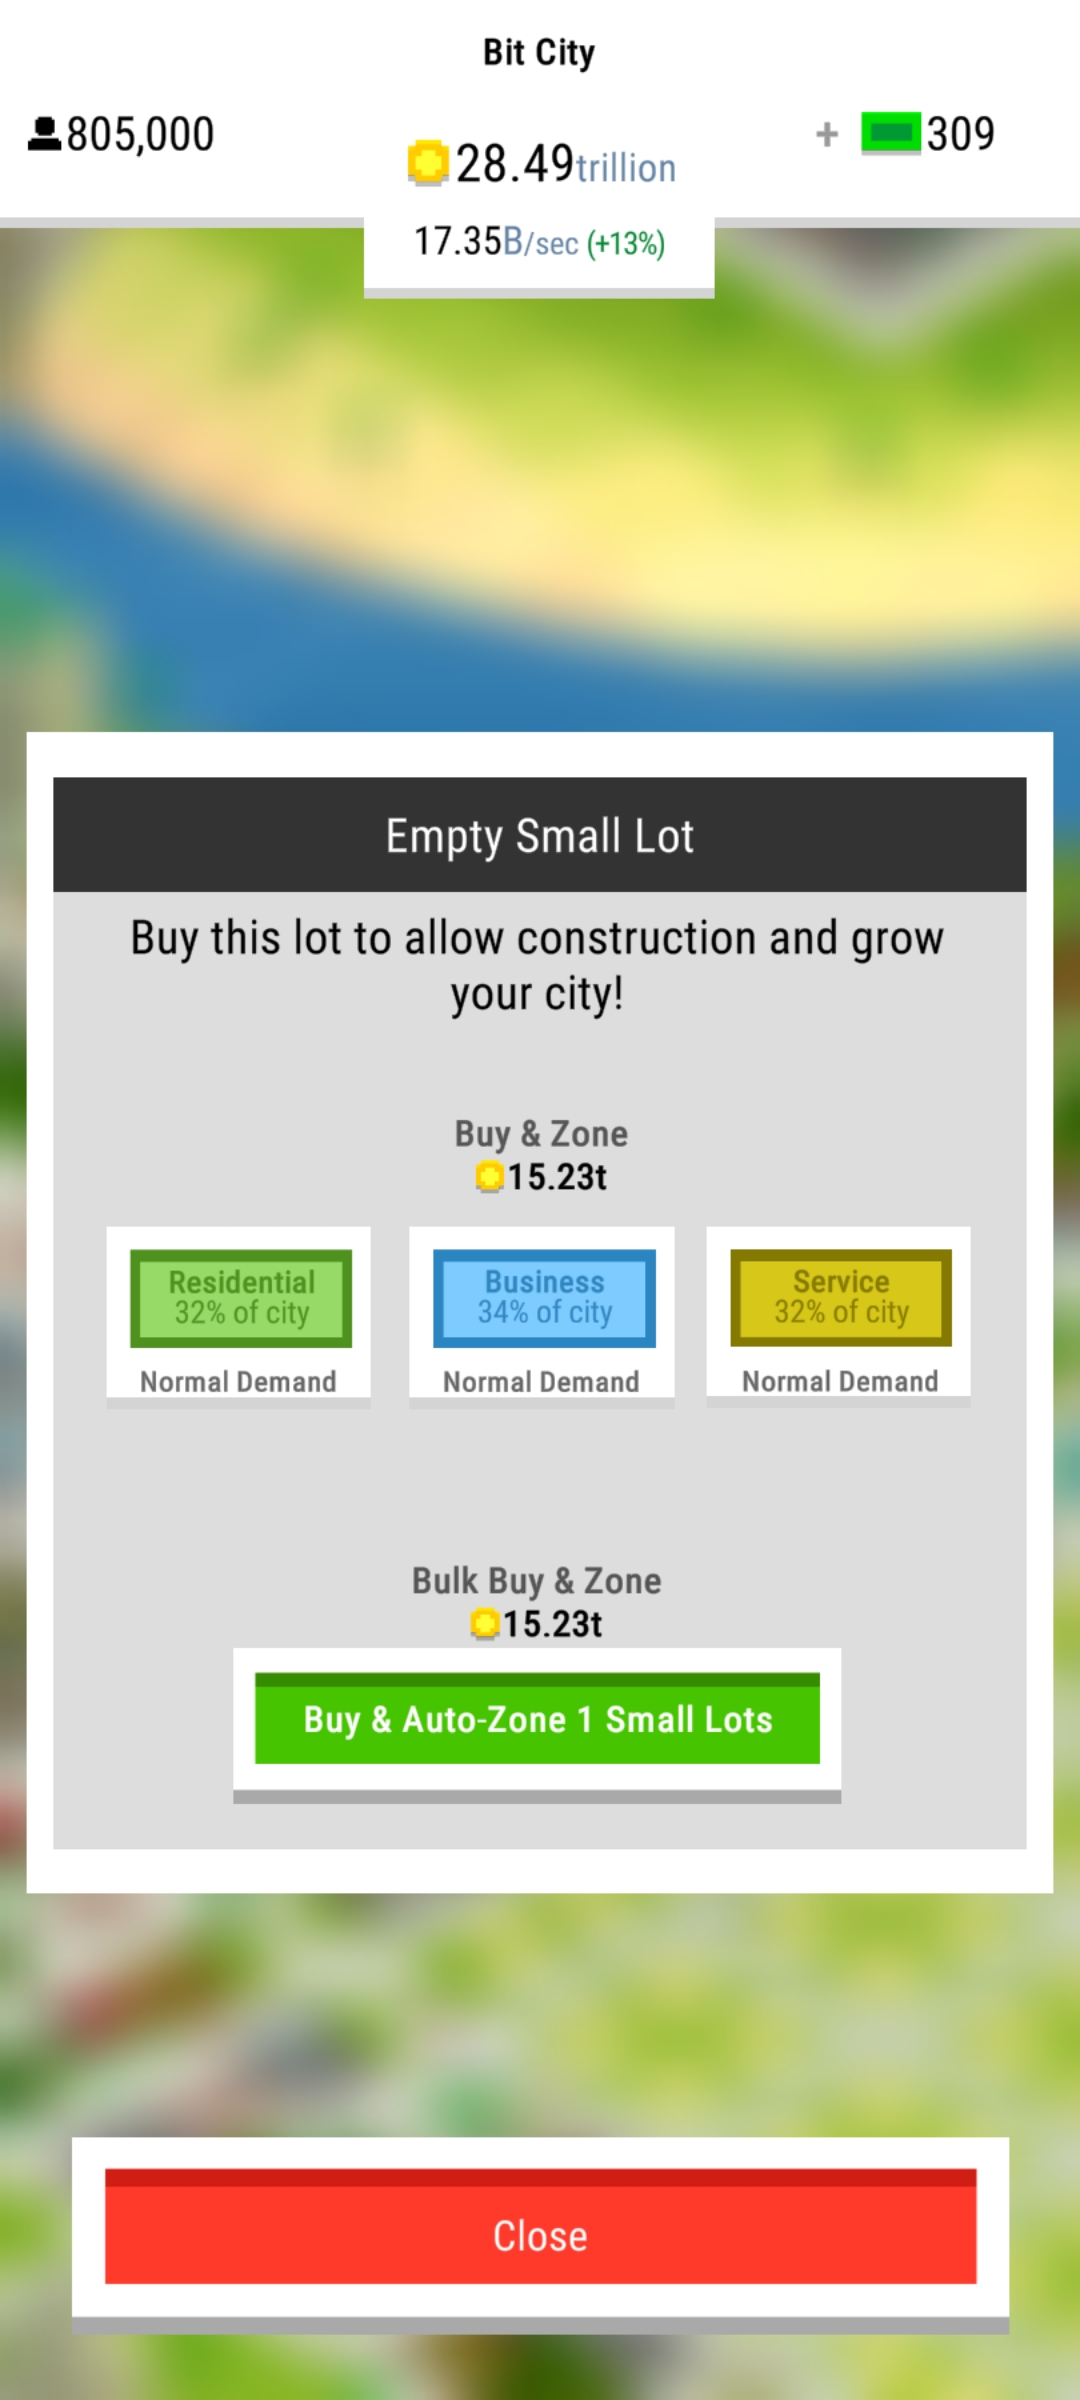 Bit City
805,000
28.49trillion
+ 309
17.35B/sec (+13%)
Empty Small Lot
Buy this lot to allow construction and grow
your city!
Buy & Zone
15.23t
Residential
32% of city
Normal Demand
Business
34% of city
Normal Demand
Service
32% of city
Normal Demand
Bulk Buy & Zone
15.23t
Buy & Auto-Zone 1 Small Lots
Close